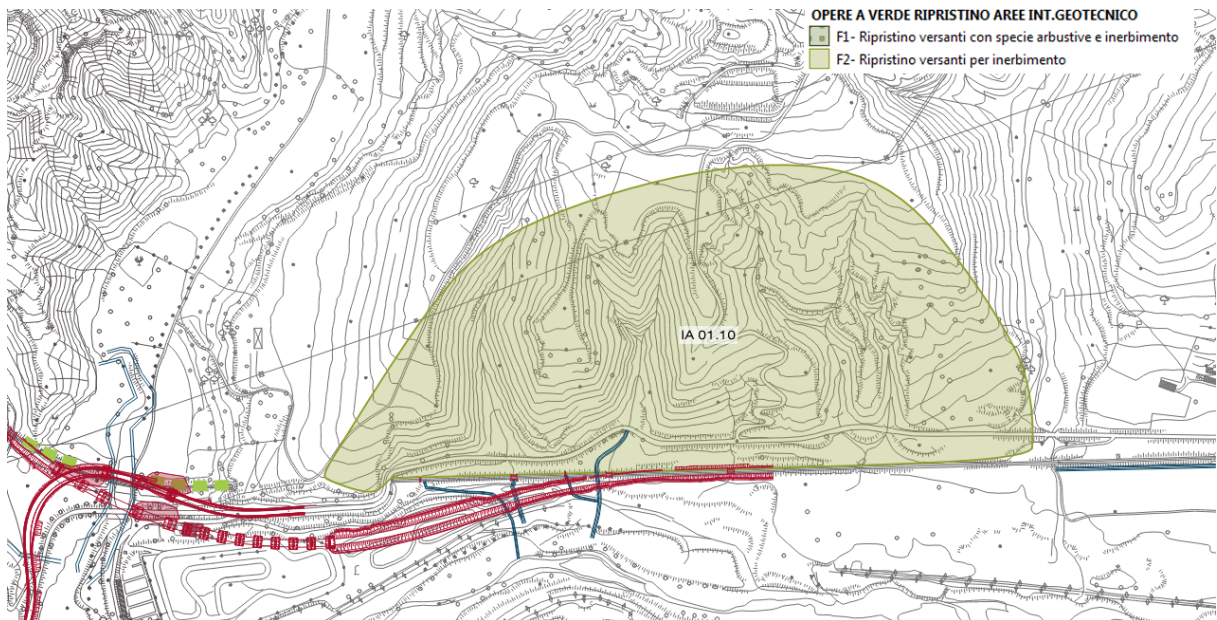 OPERE A VERDE RIPRISTINO AREE INT.GEOTECNICO
F1- Ripristino versanti con specie arbustive e inerbimento
F2- Ripristino versanti per inerbimento
IA 01.10